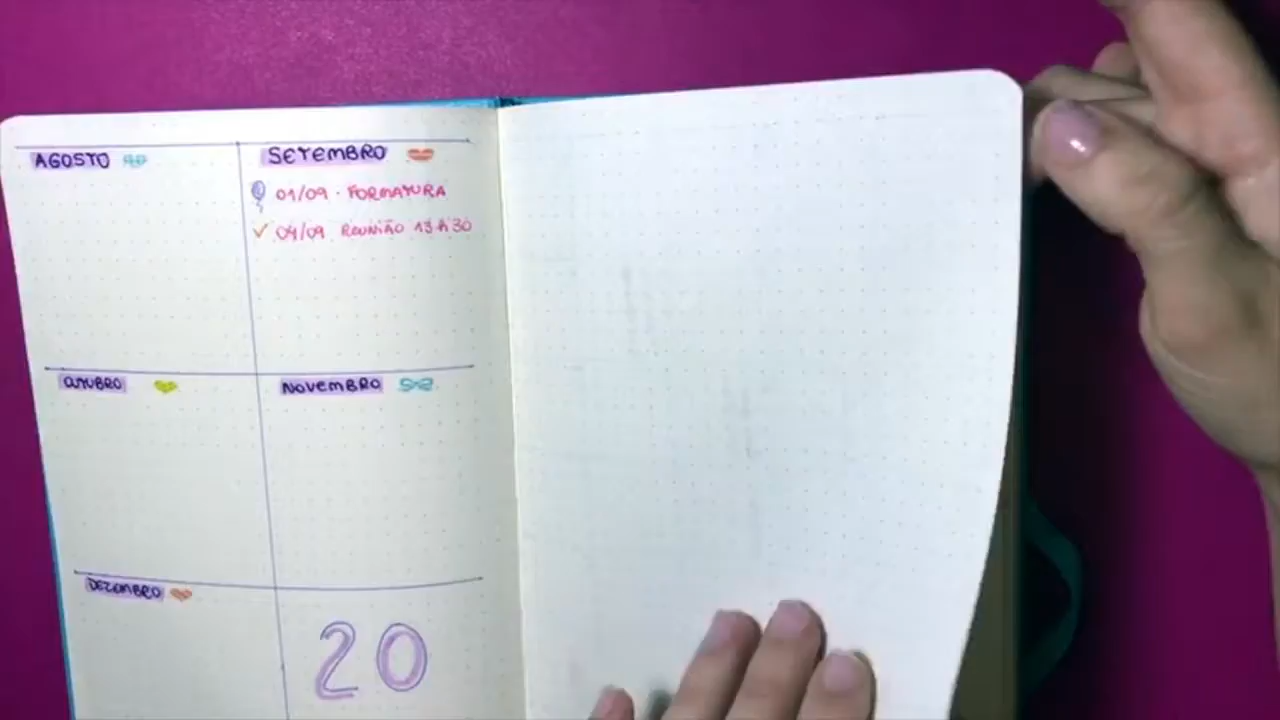 AGOSTO
SETEMBRO
01/09 · FORMATURA
04/09 REUNIÃO 13 h 30
OUTUBRO
NOVEMBRO
DEZEMBRO
20